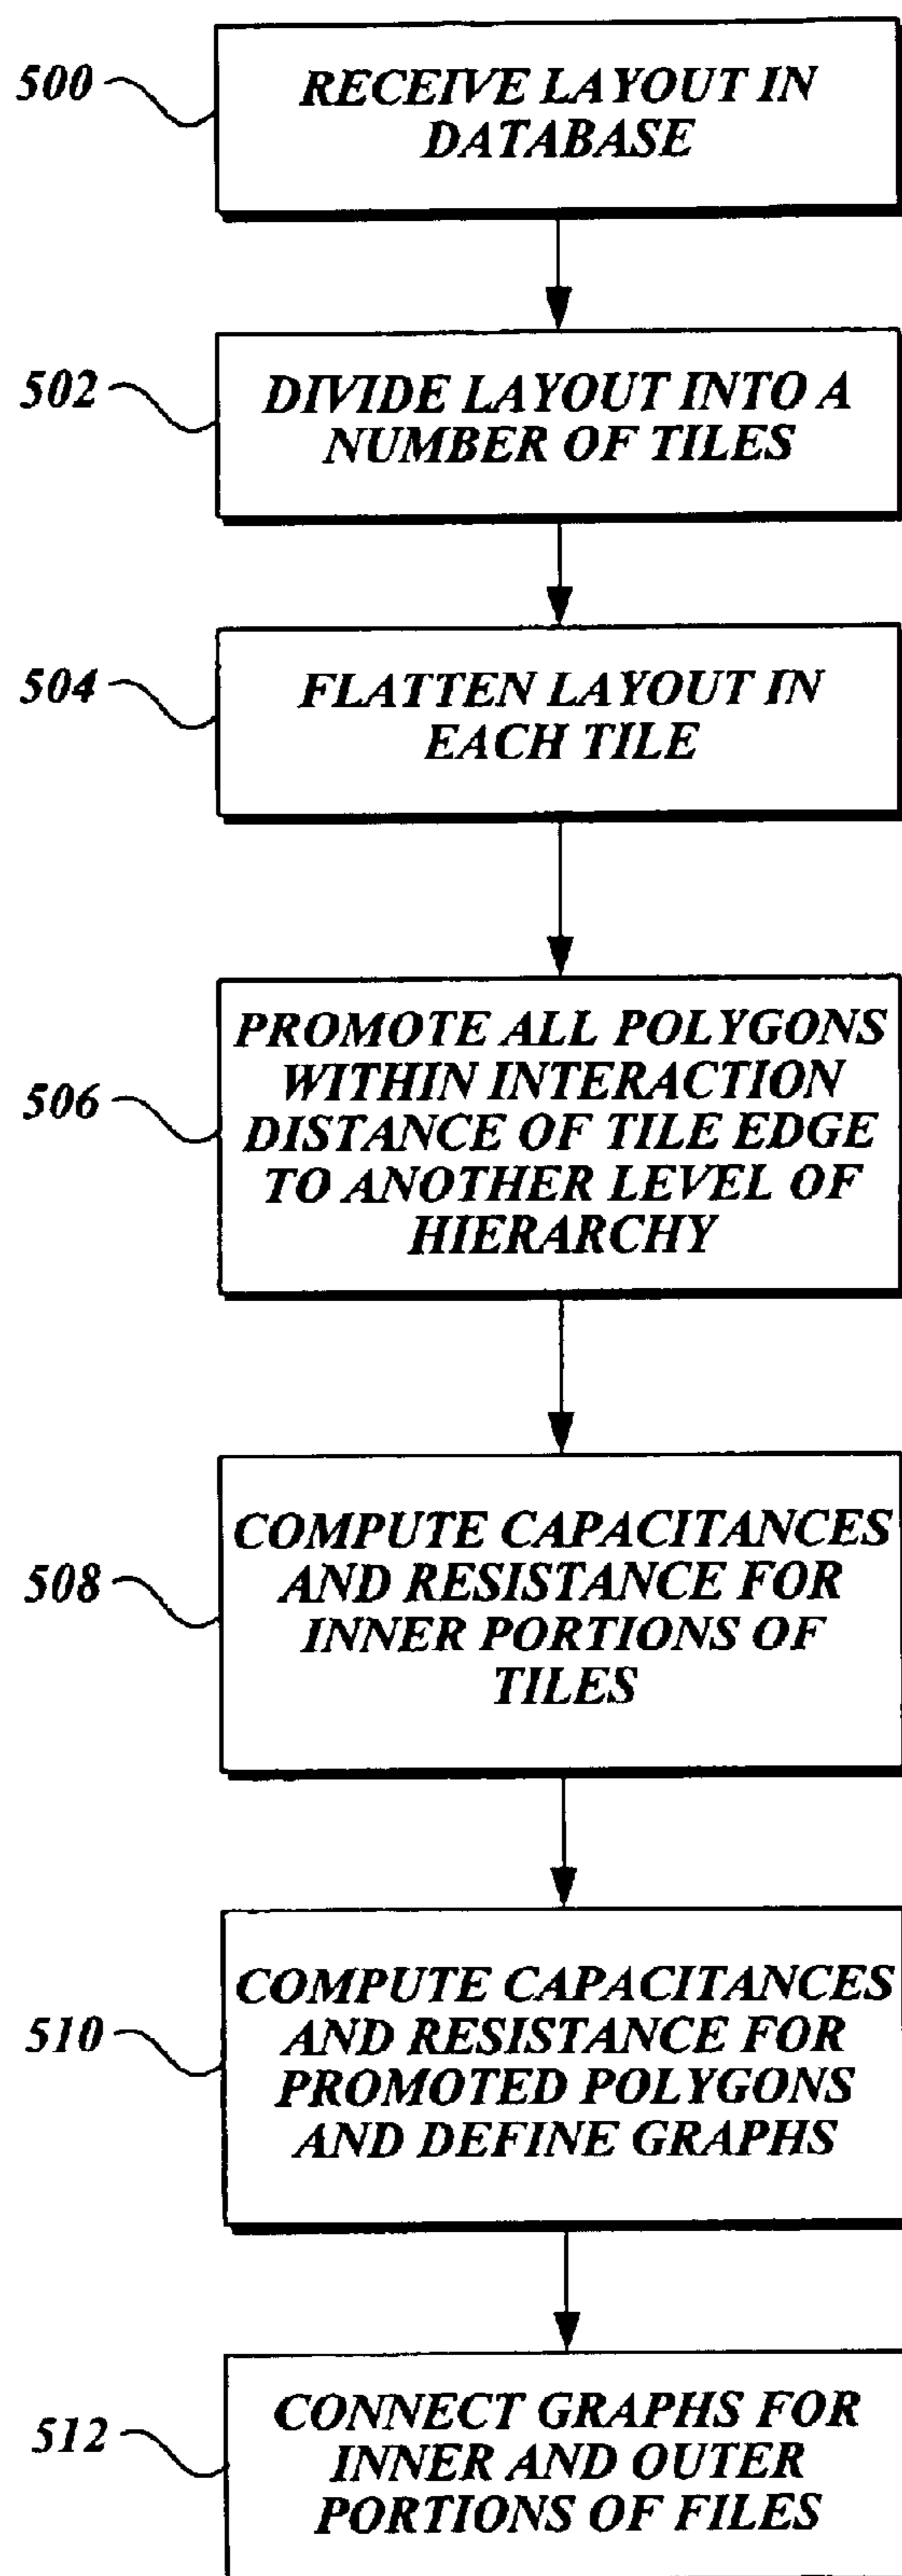 500
RECEIVE LAYOUT IN
DATABASE
502
DIVIDE LAYOUT INTO A
NUMBER OF TILES
504
FLATTEN LAYOUT IN
EACH TILE
506
PROMOTE ALL POLYGONS
WITHIN INTERACTION
DISTANCE OF TILE EDGE
TO ANOTHER LEVEL OF
HIERARCHY
508
COMPUTE CAPACITANCES
AND RESISTANCE FOR
INNER PORTIONS OF
TILES
510
COMPUTE CAPACITANCES
AND RESISTANCE FOR
PROMOTED POLYGONS
AND DEFINE GRAPHS
512
CONNECT GRAPHS FOR
INNER AND OUTER
PORTIONS OF FILES